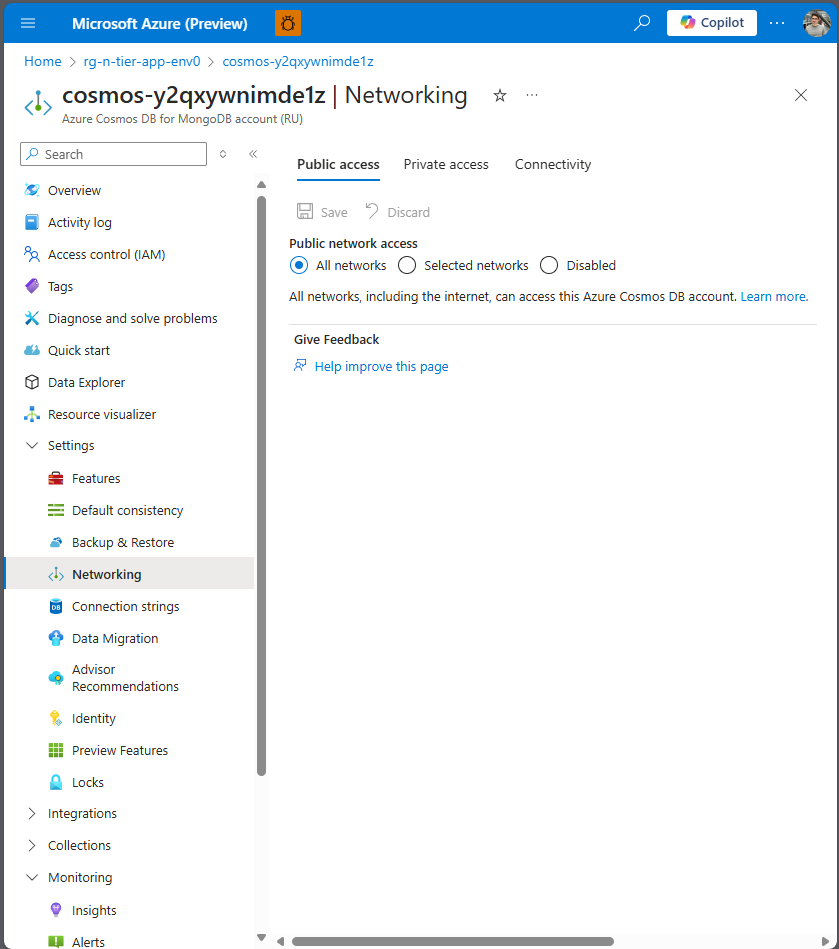 Microsoft Azure (Preview)
Copilot
Home > rg-n-tier-app-env0 > cosmos-y2qxywnimde1z
cosmos-y2qxywnimde1z | Networking
Azure Cosmos DB for MongoDB account (RU)
Search
Overview
Activity log
Access control (IAM)
Tags
Diagnose and solve problems
Quick start
Data Explorer
Resource visualizer
Settings
Features
Default consistency
Backup & Restore
Networking
Connection strings
Data Migration
Advisor
Recommendations
Identity
Preview Features
Locks
Integrations
Collections
Monitoring
Insights
Alerts
Public access Private access Connectivity
Save Discard
Public network access
All networks Selected networks Disabled
All networks, including the internet, can access this Azure Cosmos DB account. Learn more.
Give Feedback
Help improve this page